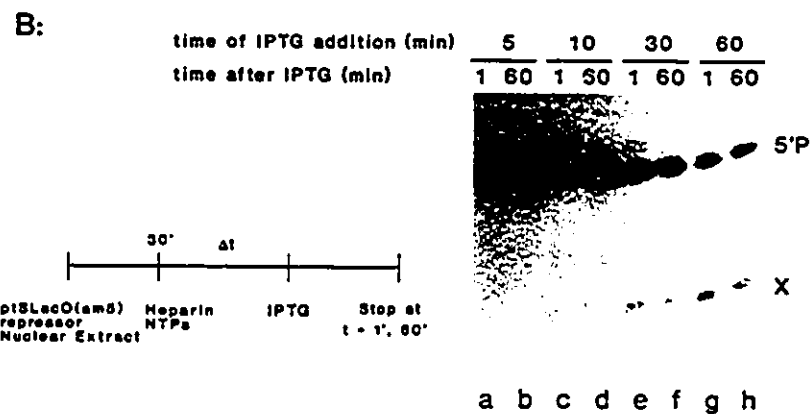 B:
time of IPTG addition (min) 5 10 30 60
time after IPTG (min) 1 60 1 60 1 60 1 60
5'P
30' Δt
ptSLacO(am5) Heparin IPTG Stop at
repressor NTPs t + 1', 60'
Nuclear Extract
X
a b c d e f g h